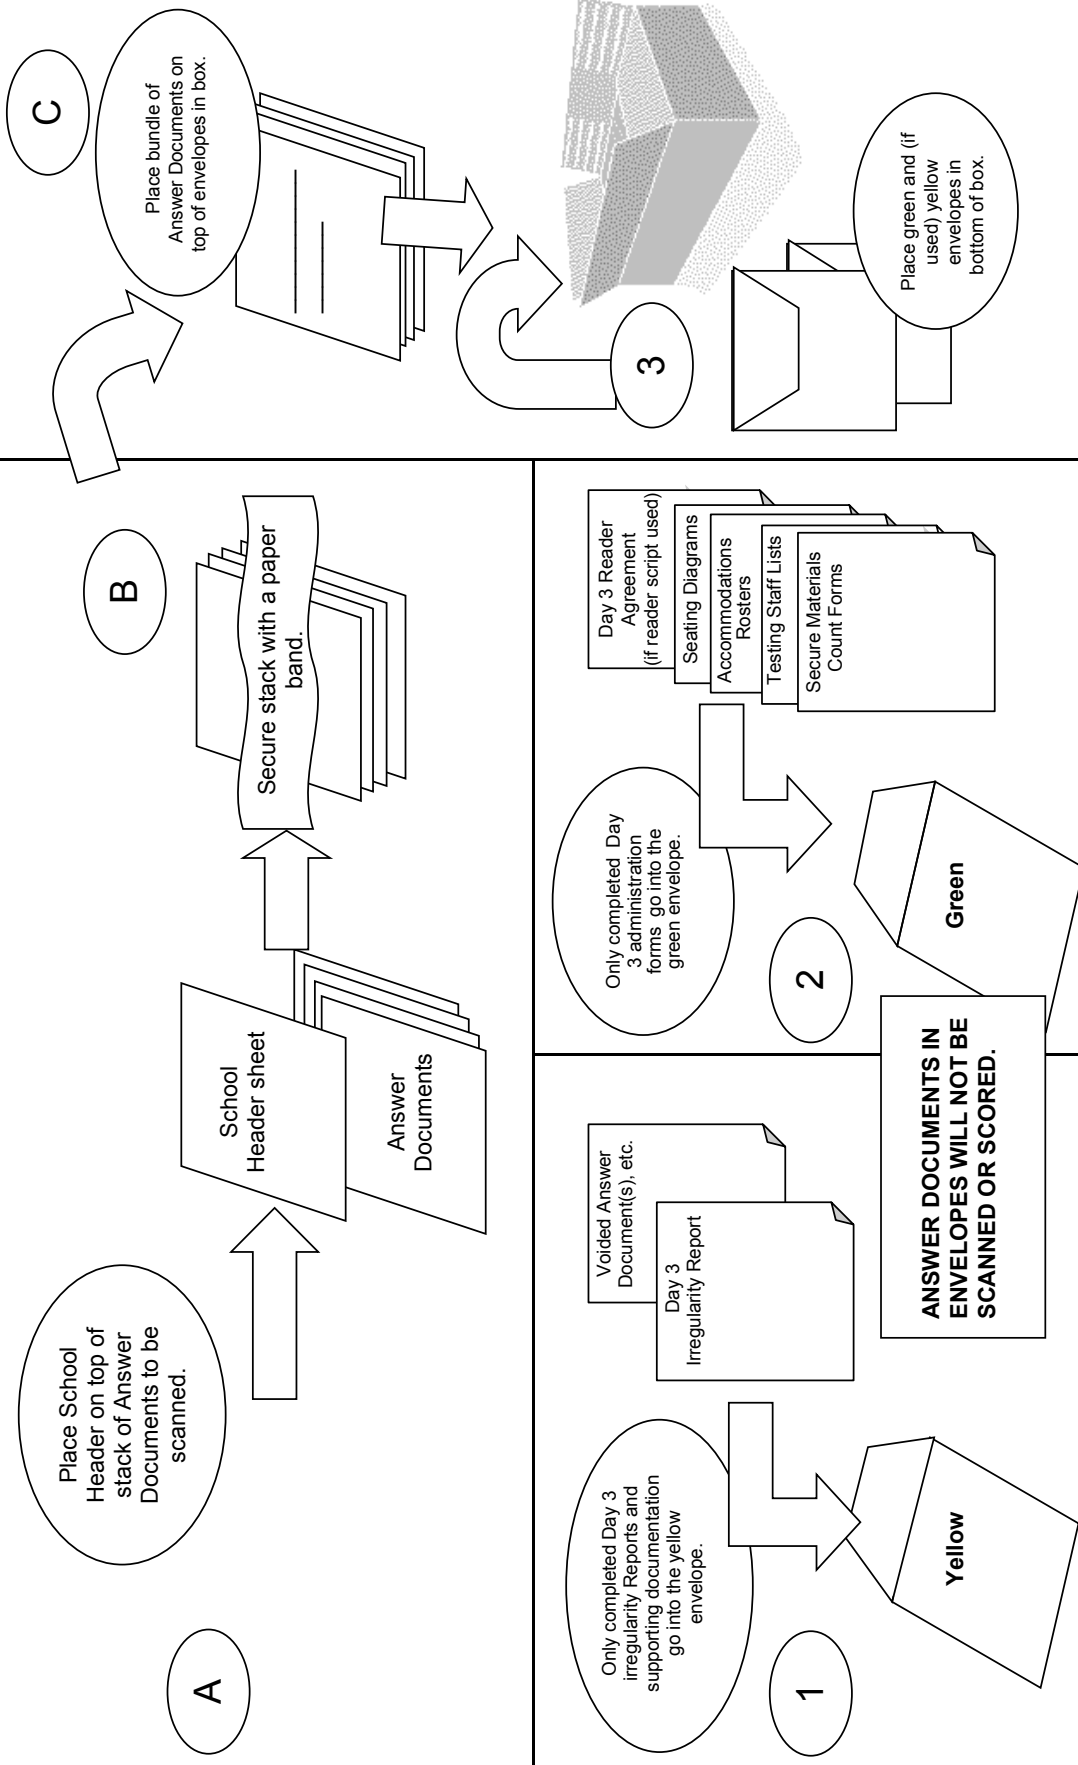 A
Place School
Header on top of
stack of Answer
Documents to be
scanned.
School
Header sheet
Answer
Documents
B
Secure stack with a paper
band.
C
Place bundle of
Answer Documents on
top of envelopes in box.
1
Only completed Day 3
irregularity Reports and
supporting documentation
go into the yellow
envelope.
Voided Answer
Document(s), etc.
Day 3
Irregularity Report
Yellow
ANSWER DOCUMENTS IN
ENVELOPES WILL NOT BE
SCANNED OR SCORED.
2
Only completed Day
3 administration
forms go into the
green envelope.
Day 3 Reader
Agreement
(if reader script used)
Seating Diagrams
Accommodations
Rosters
Testing Staff Lists
Secure Materials
Count Forms
Green
3
Place green and (if
used) yellow
envelopes in
bottom of box.